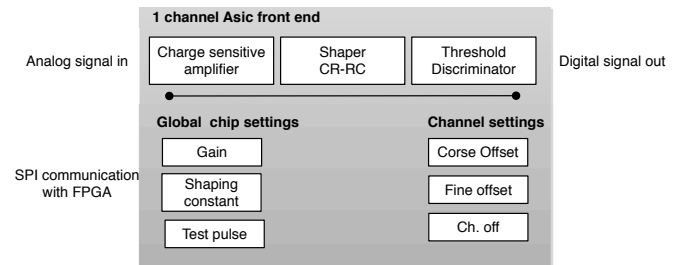 1 channel Asic front end
Analog signal in
Charge sensitive
amplifier
Shaper
CR-RC
Threshold
Discriminator
Digital signal out
Global chip settings
Channel settings
SPI communication
with FPGA
Gain
Shaping
constant
Test pulse
Corse Offset
Fine offset
Ch. off